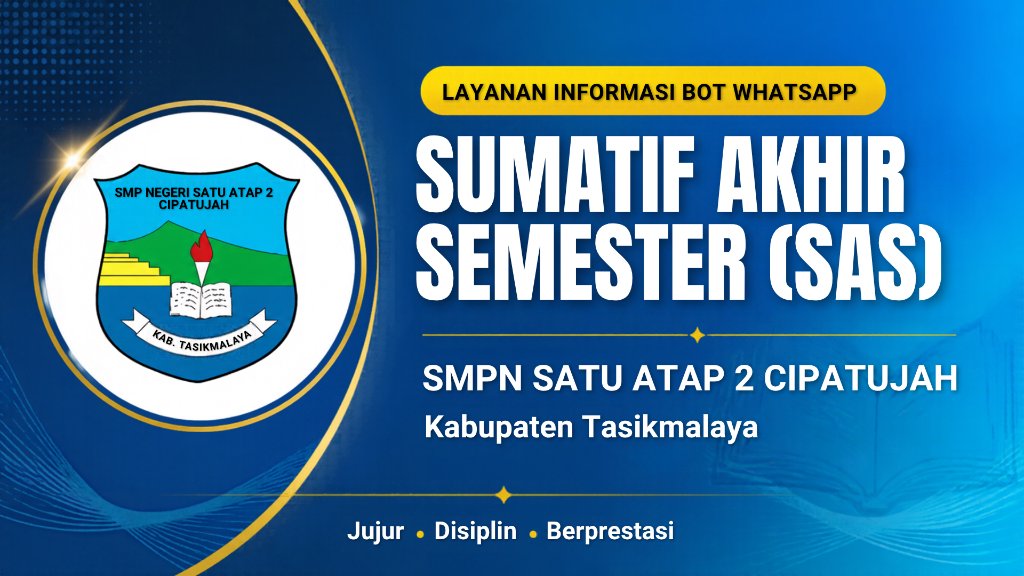 SMP NEGERI SATU ATAP 2
CIPATUJAH
KAB. TASIKMALAYA
LAYANAN INFORMASI BOT WHATSAPP
SUMATIF AKHIR
SEMESTER (SAS)
SMPN SATU ATAP 2 CIPATUJAH
Kabupaten Tasikmalaya
Jujur • Disiplin • Berprestasi